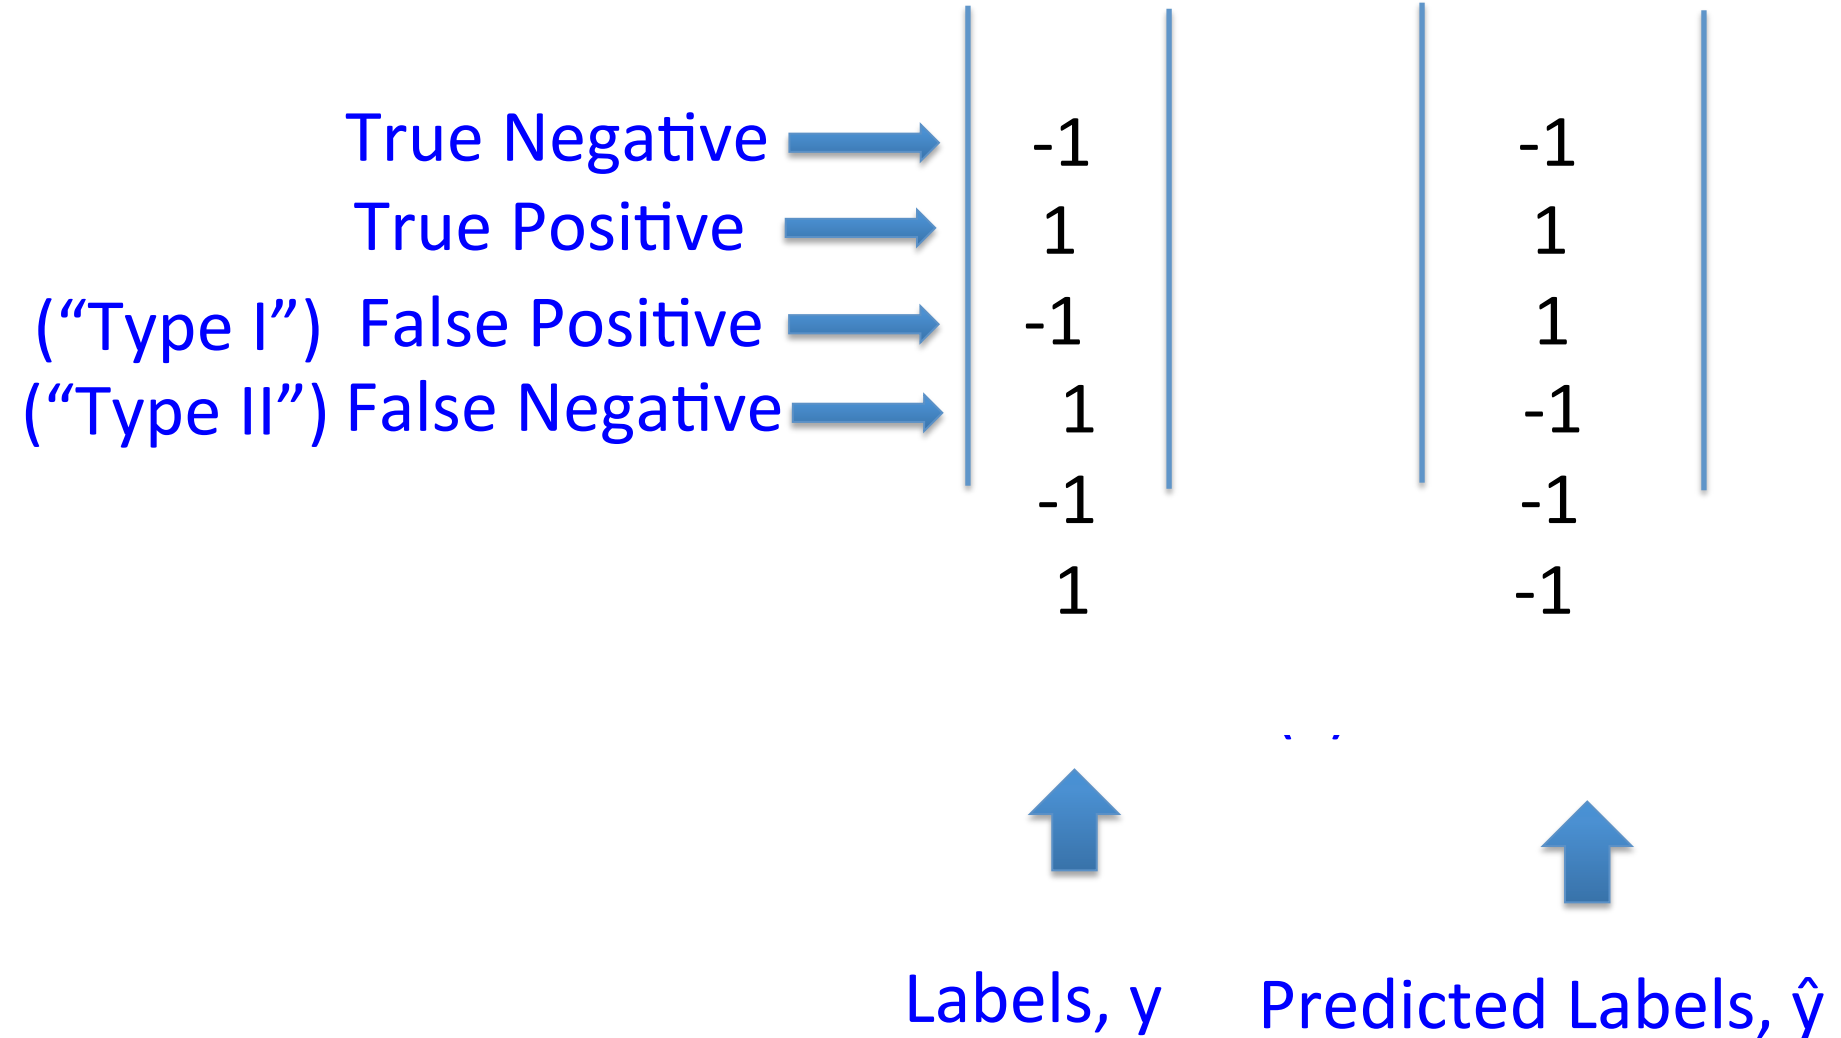 True Negative -1 -1
True Positive 1 1
(“Type I”) False Positive -1 1
(“Type II”) False Negative 1 -1
-1 -1
1 -1
Labels, y Predicted Labels, ŷ